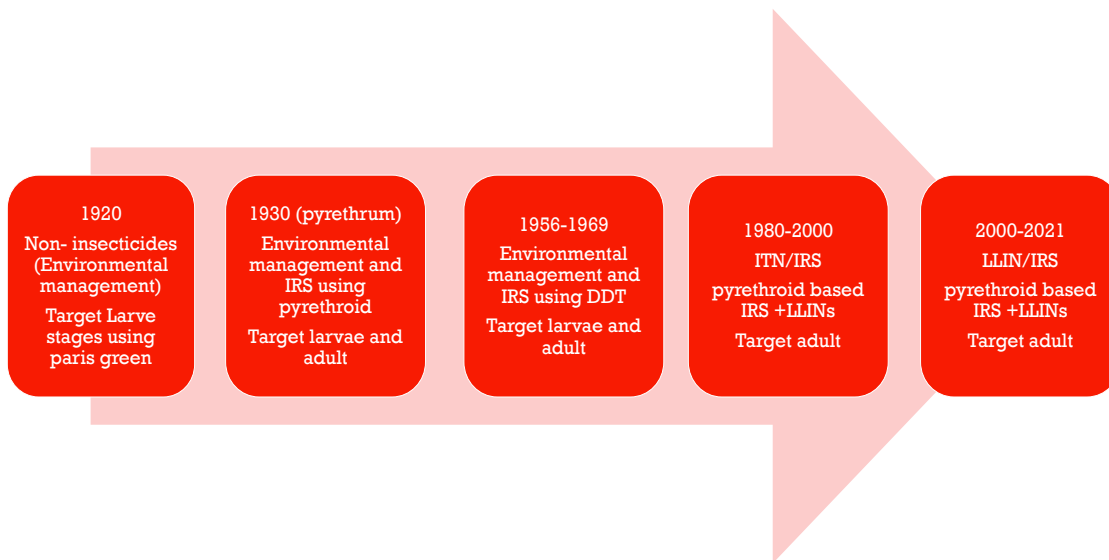 1920
Non- insecticides
(Environmental
management)
Target Larve
stages using
paris green
1930 (pyrethrum)
Environmental
management and
IRS using
pyrethroid
Target larvae and
adult
1956-1969
Environmental
management and
IRS using DDT
Target larvae and
adult
1980-2000
ITN/IRS
pyrethroid based
IRS +LLINs
Target adult
2000-2021
LLIN/IRS
pyrethroid based
IRS +LLINs
Target adult